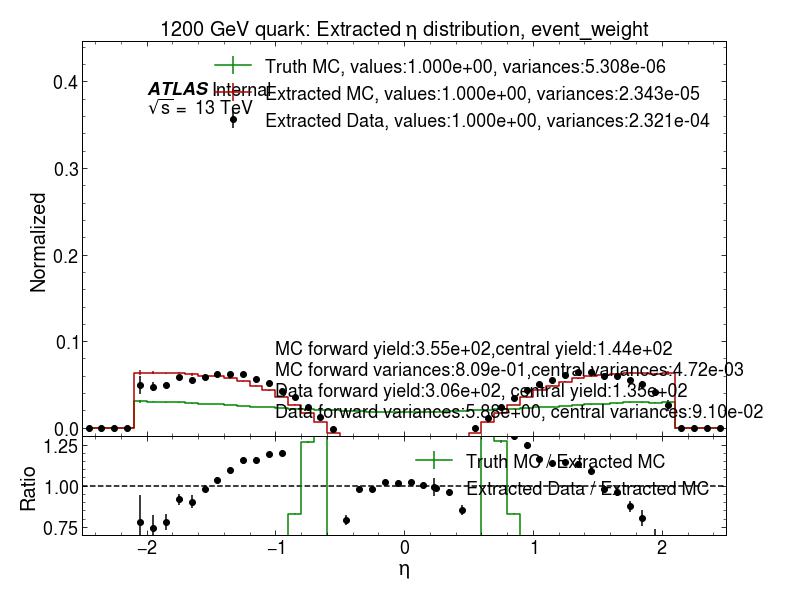 1200 GeV quark: Extracted η distribution, event_weight
Truth MC, values:1.000e+00, variances:5.308e-06
ATLAS Internal
Extracted MC, values:1.000e+00, variances:2.343e-05
√s = 13 TeV
Extracted Data, values:1.000e+00, variances:2.321e-04
0.4
0.3
0.2
0.1
0.0
Normalized
MC forward yield:3.55e+02,central yield:1.44e+02
MC forward variances:8.09e-01,central variances:4.72e-03
Data forward yield:3.06e+02, central yield:1.35e+02
Data forward variances:5.88e+00, central variances:9.10e-02
1.25
1.00
0.75
Ratio
Truth MC / Extracted MC
Extracted Data / Extracted MC
−2 −1 0 1 2
η